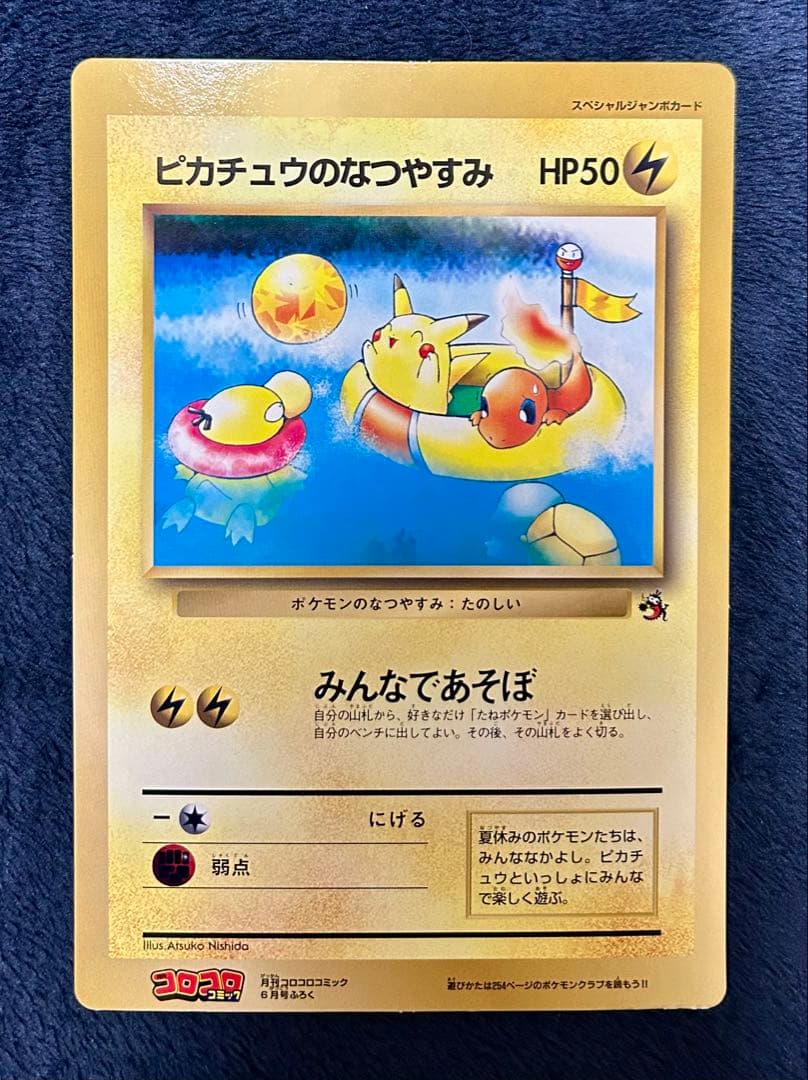 スペシャルジャンボカード
ピカチュウのなつやすみ HP50
ポケモンのなつやすみ：たのしい
みんなであそぼ
自分の山札から、好きなだけ「たねポケモン」カードを選び出し、
自分のベンチに出してよい。その後、その山札をよく切る。
ー にげる
弱点
夏休みのポケモンたちは、
みんななかよし。ピカチ
ュウといっしょにみんな
で楽しく遊ぶ。
Illus.Atsuko Nishida
コロコロ
コミック
月刊コロコロコミック
6月号ふろく
遊びかたは254ページのポケモンクラブを読もう!!